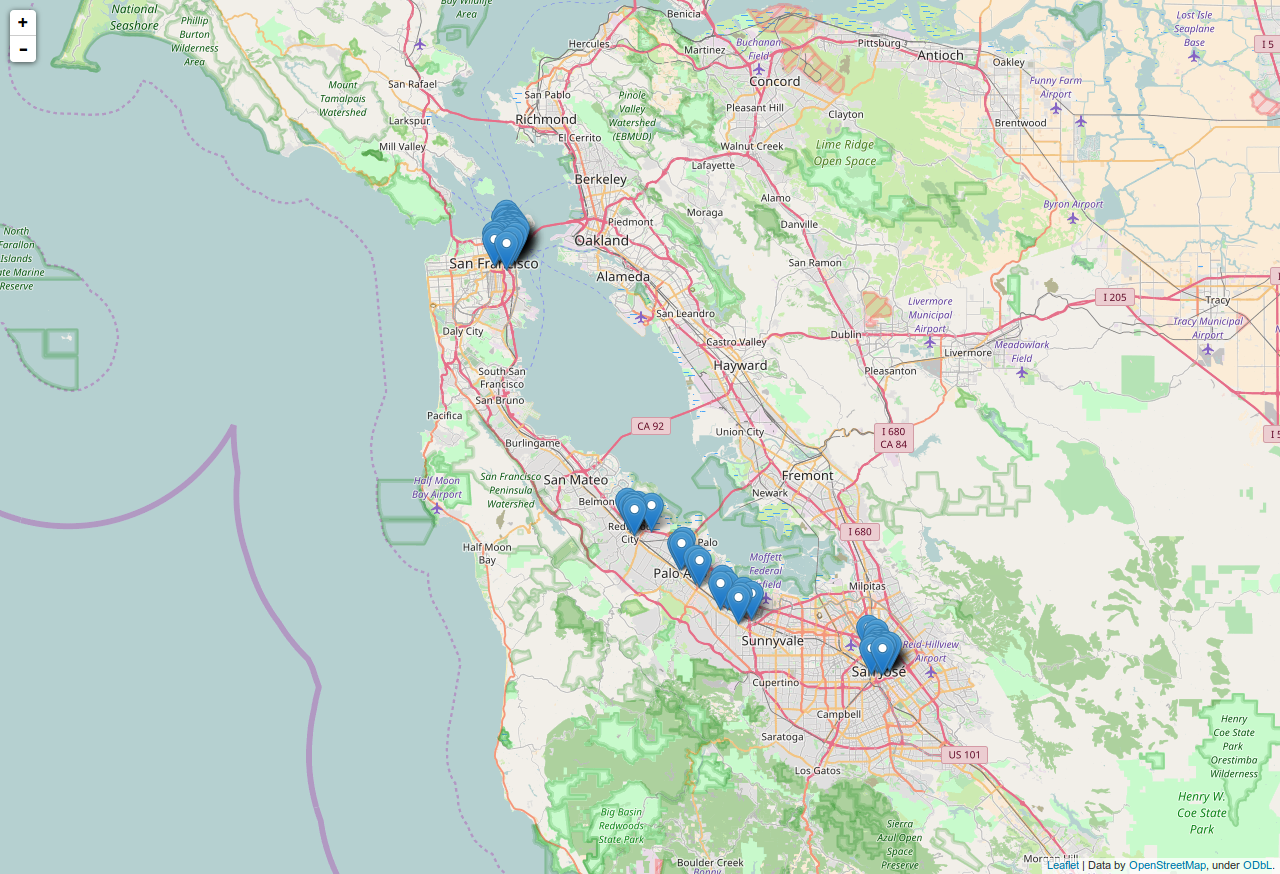 +
-
National
Seashore
Phillip
Burton
Wilderness
Area
Bay Wildlife
Area
Benicia
Hercules
Martinez
Buchanan
Field
Pittsburg
Antioch
Oakley
Lost Isle
Seaplane
Base
I 5
San Rafael
Mount
Tamalpais
Watershed
Larkspur
Mill Valley
San Pablo
Richmond
El Cerrito
Pinole
Valley
Watershed
(EBMUD)
Concord
Pleasant Hill
Clayton
Funny Farm
Airport
Brentwood
Walnut Creek
Lafayette
Lime Ridge
Open Space
Berkeley
Alamo
Moraga
Danville
Byron Airport
Piedmont
Oakland
North
Farallon
Islands
ate Marine
Reserve
San Francisco
Alameda
San Ramon
San Leandro
Livermore
Municipal
Airport
I 205
Tracy
Tracy Municipal
Airport
Daly City
Castro Valley
Dublin
Livermore
Meadowlark
Field
Hayward
Pleasanton
South San
Francisco
San Bruno
Pacifica
CA 92
Union City
I 680
CA 84
I 5
Burlingame
San Mateo
Fremont
Newark
San Francisco
Peninsula
Watershed
Half Moon
Bay Airport
Belmon
Red
City
I 680
Palo
Half Moon
Bay
Moffett
Federal
field
Palo A
Milpitas
Sunnyvale
Reid-Hillview
Airport
San José
Cupertino
Campbell
Saratoga
Los Gatos
US 101
Henry
Coe State
Park
Orestimba
Wilderness
Henry W.
Coe State
Park
Big Basin
Redwoods
State Park
Sierra
Azul Open
Space
Preserve
Boulder Creek
Bonny
Morgan Hill
Leaflet | Data by OpenStreetMap, under ODbL.